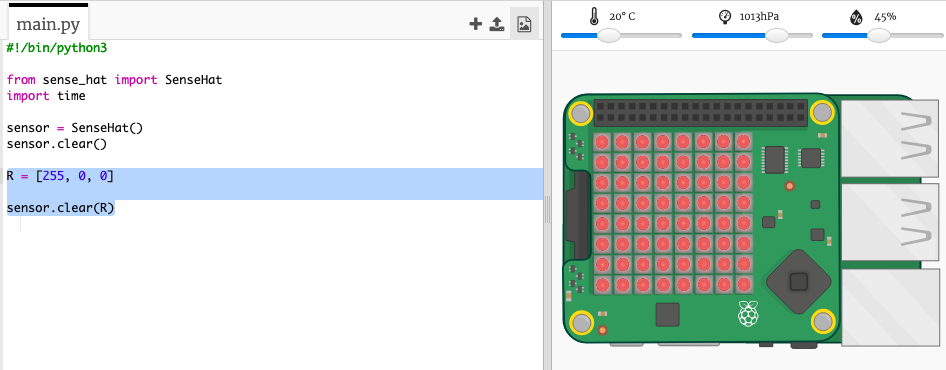 main.py
20° C
1013hPa
45%
#!/bin/python3
from sense_hat import SenseHat
import time
sensor = SenseHat()
sensor.clear()
R = [255, 0, 0]
sensor.clear(R)